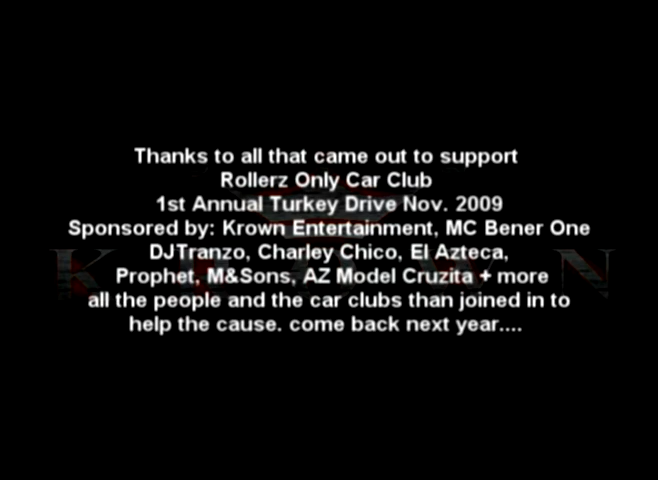 Thanks to all that came out to support
Rollerz Only Car Club
1st Annual Turkey Drive Nov. 2009
Sponsored by: Krown Entertainment, MC Bener One
DJTranzo, Charley Chico, El Azteca,
Prophet, M&Sons, AZ Model Cruzita + more
all the people and the car clubs than joined in to
help the cause. come back next year....